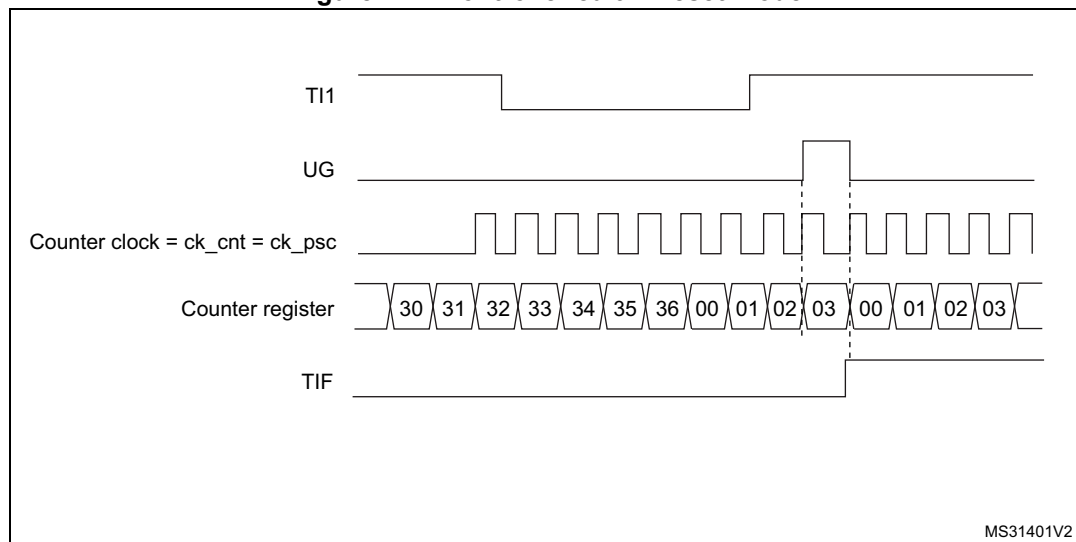 TI1
UG
Counter clock = ck_cnt = ck_psc
Counter register 30 31 32 33 34 35 36 00 01 02 03 00 01 02 03
TIF
MS31401V2